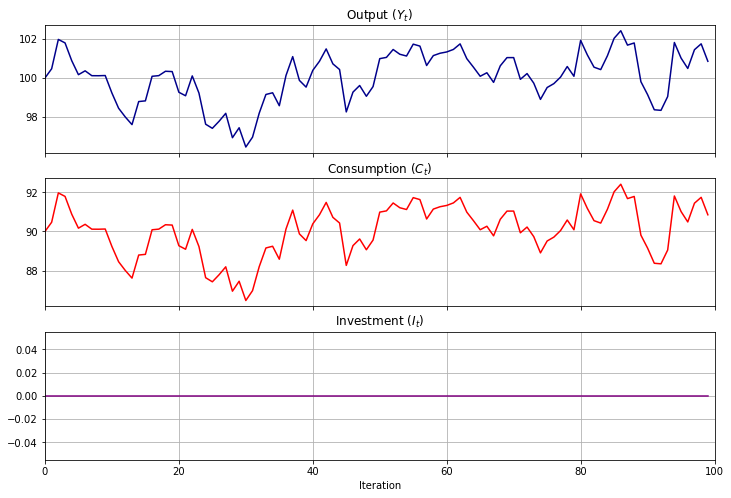 Output (Y_t)
102
100
98
Consumption (C_t)
92
90
88
Investment (I_t)
0.04
0.02
0.00
−0.02
−0.04
0 20 40 60 80 100
Iteration